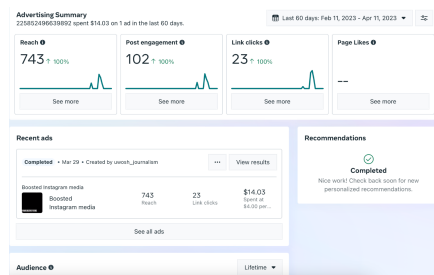 Advertising Summary
225852496639892 spent $14.03 on 1 ad in the last 60 days.
Last 60 days: Feb 11, 2023 - Apr 11, 2023
Reach
743 ↑ 100%
See more
Post engagement
102 ↑ 100%
See more
Link clicks
23 ↑ 100%
See more
Page Likes
--
See more
Recent ads
Completed • Mar 29 • Created by uwosh_journalism
... View results
Boosted Instagram media
Boosted
Instagram media
743
Reach
23
Link clicks
$14.03
Spent at
$4.00 per...
See all ads
Recommendations
Completed
Nice work! Check back soon for new
personalized recommendations.
Audience
Lifetime